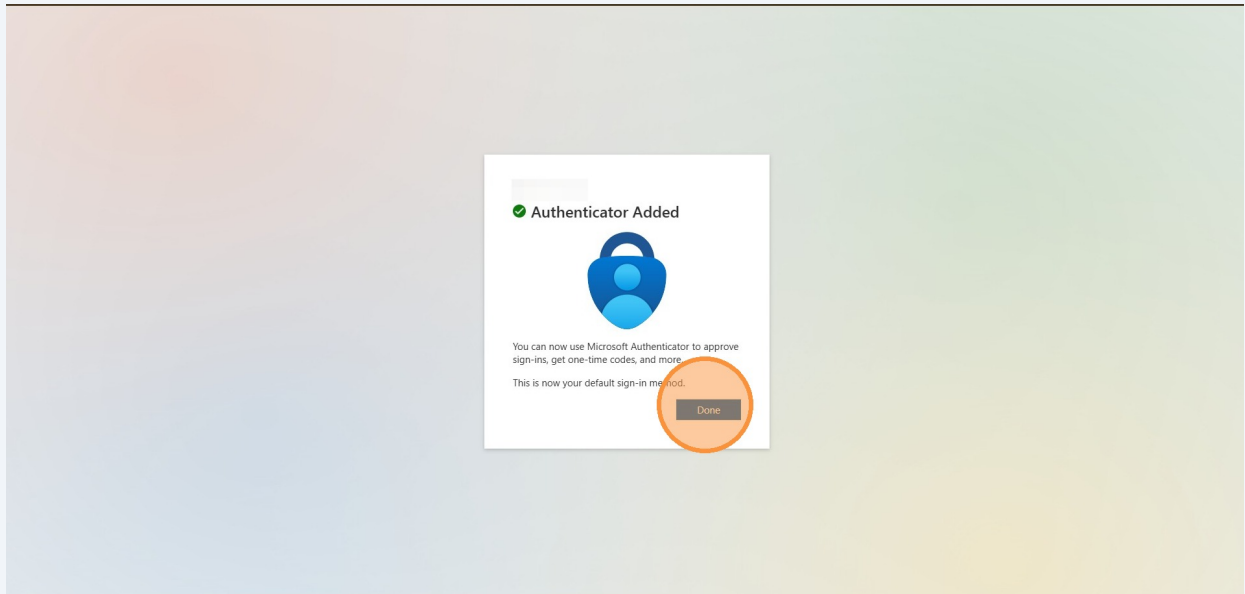 Authenticator Added
You can now use Microsoft Authenticator to approve
sign-ins, get one-time codes, and more.
This is now your default sign-in method.
Done